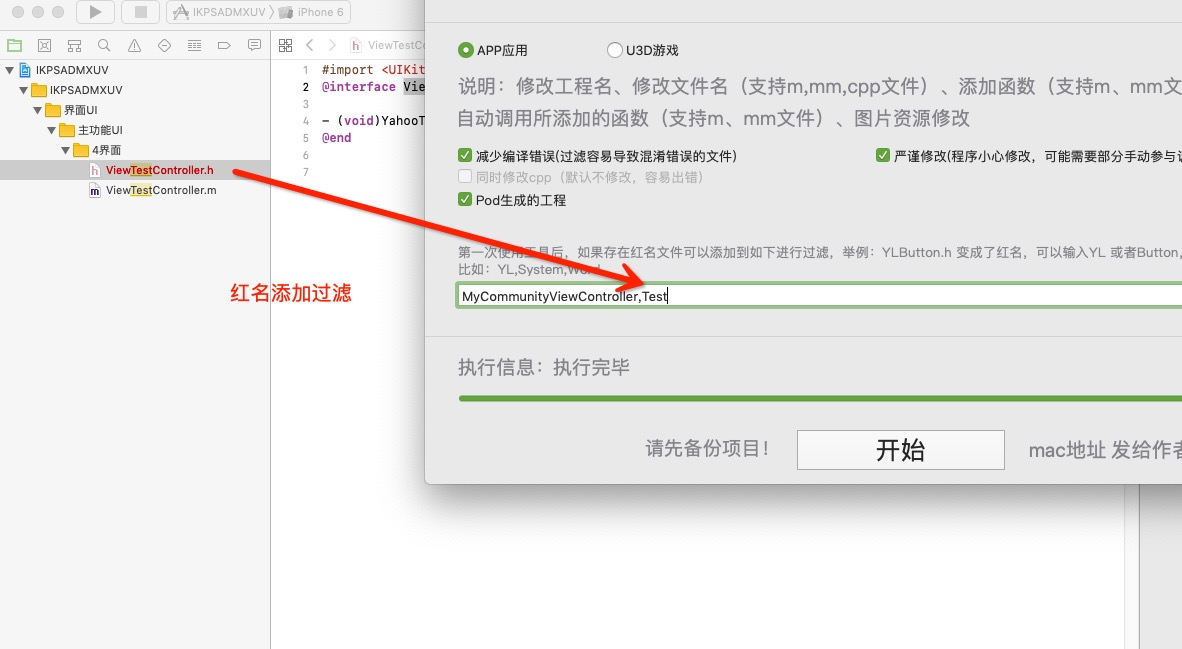 IKPSADMXUV
iPhone 6
IKPSADMXUV
IKPSADMXUV
界面UI
主功能UI
4界面
h ViewTestController.h
m ViewTestController.m
红名添加过滤
h ViewTestCo
1 #import <UIKit
2 @interface Vie
3
4 - (void)YahooT
5 @end
6
7
APP应用
U3D游戏
说明：修改工程名、修改文件名（支持m,mm,cpp文件）、添加函数（支持m、mm文
自动调用所添加的函数（支持m、mm文件）、图片资源修改
减少编译错误(过滤容易导致混淆错误的文件)
严谨修改(程序小心修改，可能需要部分手动参与
同时修改cpp（默认不修改，容易出错）
Pod生成的工程
第一次使用工具后，如果存在红名文件可以添加到如下进行过滤，举例：YLButton.h 变成了红名，可以输入YL 或者Button,
比如：YL,System,Word
MyCommunityViewController,Test
执行信息：执行完毕
请先备份项目！
开始
mac地址 发给作者